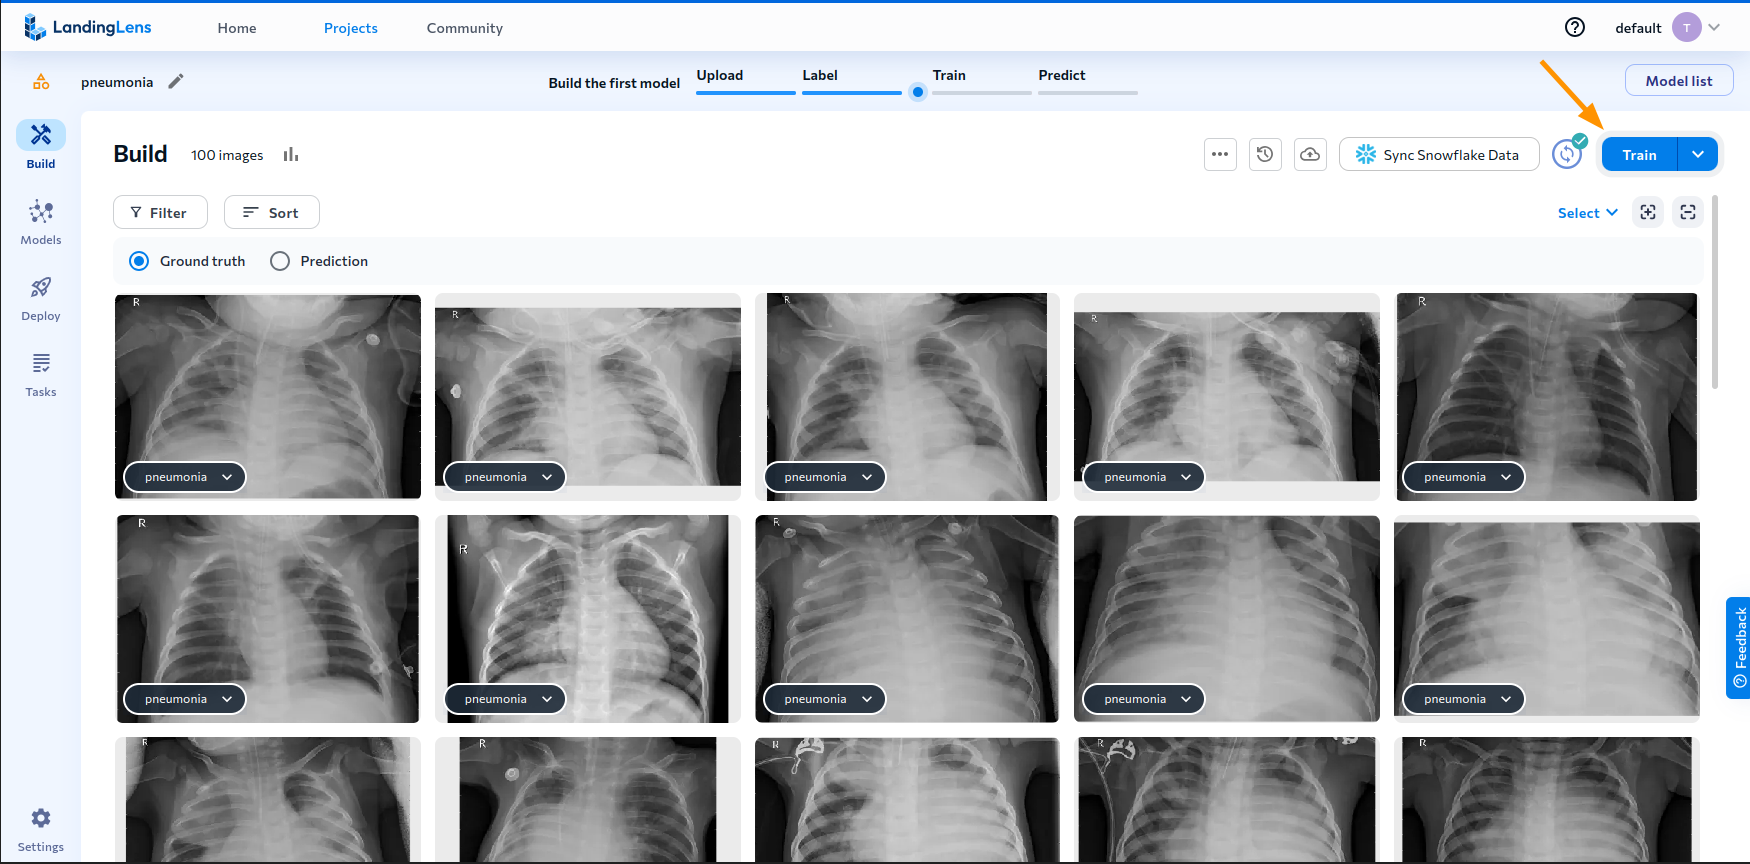 LandingLens Home Projects Community default T
pneumonia Build the first model Upload Label Train Predict Model list
Build 100 images Sync Snowflake Data Train
Build
Filter Sort Select
Ground truth Prediction
Models
Deploy
Tasks
Settings
R R R R R
pneumonia pneumonia pneumonia pneumonia pneumonia
R R R
pneumonia pneumonia pneumonia pneumonia pneumonia
R R R R R
Feedback